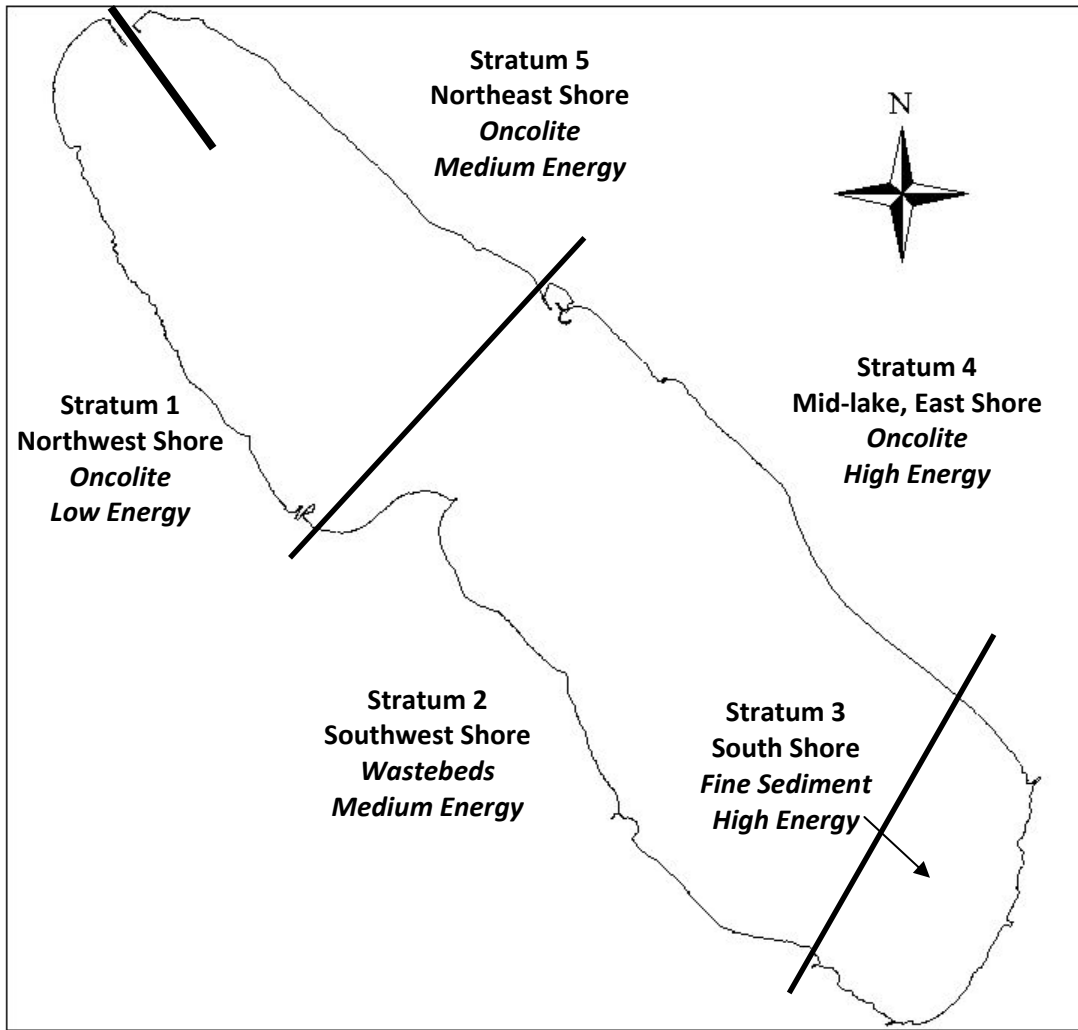 Stratum 5
Northeast Shore
Oncolite
Medium Energy
N
Stratum 4
Mid-lake, East Shore
Oncolite
High Energy
Stratum 1
Northwest Shore
Oncolite
Low Energy
Stratum 2
Southwest Shore
Wastebeds
Medium Energy
Stratum 3
South Shore
Fine Sediment
High Energy